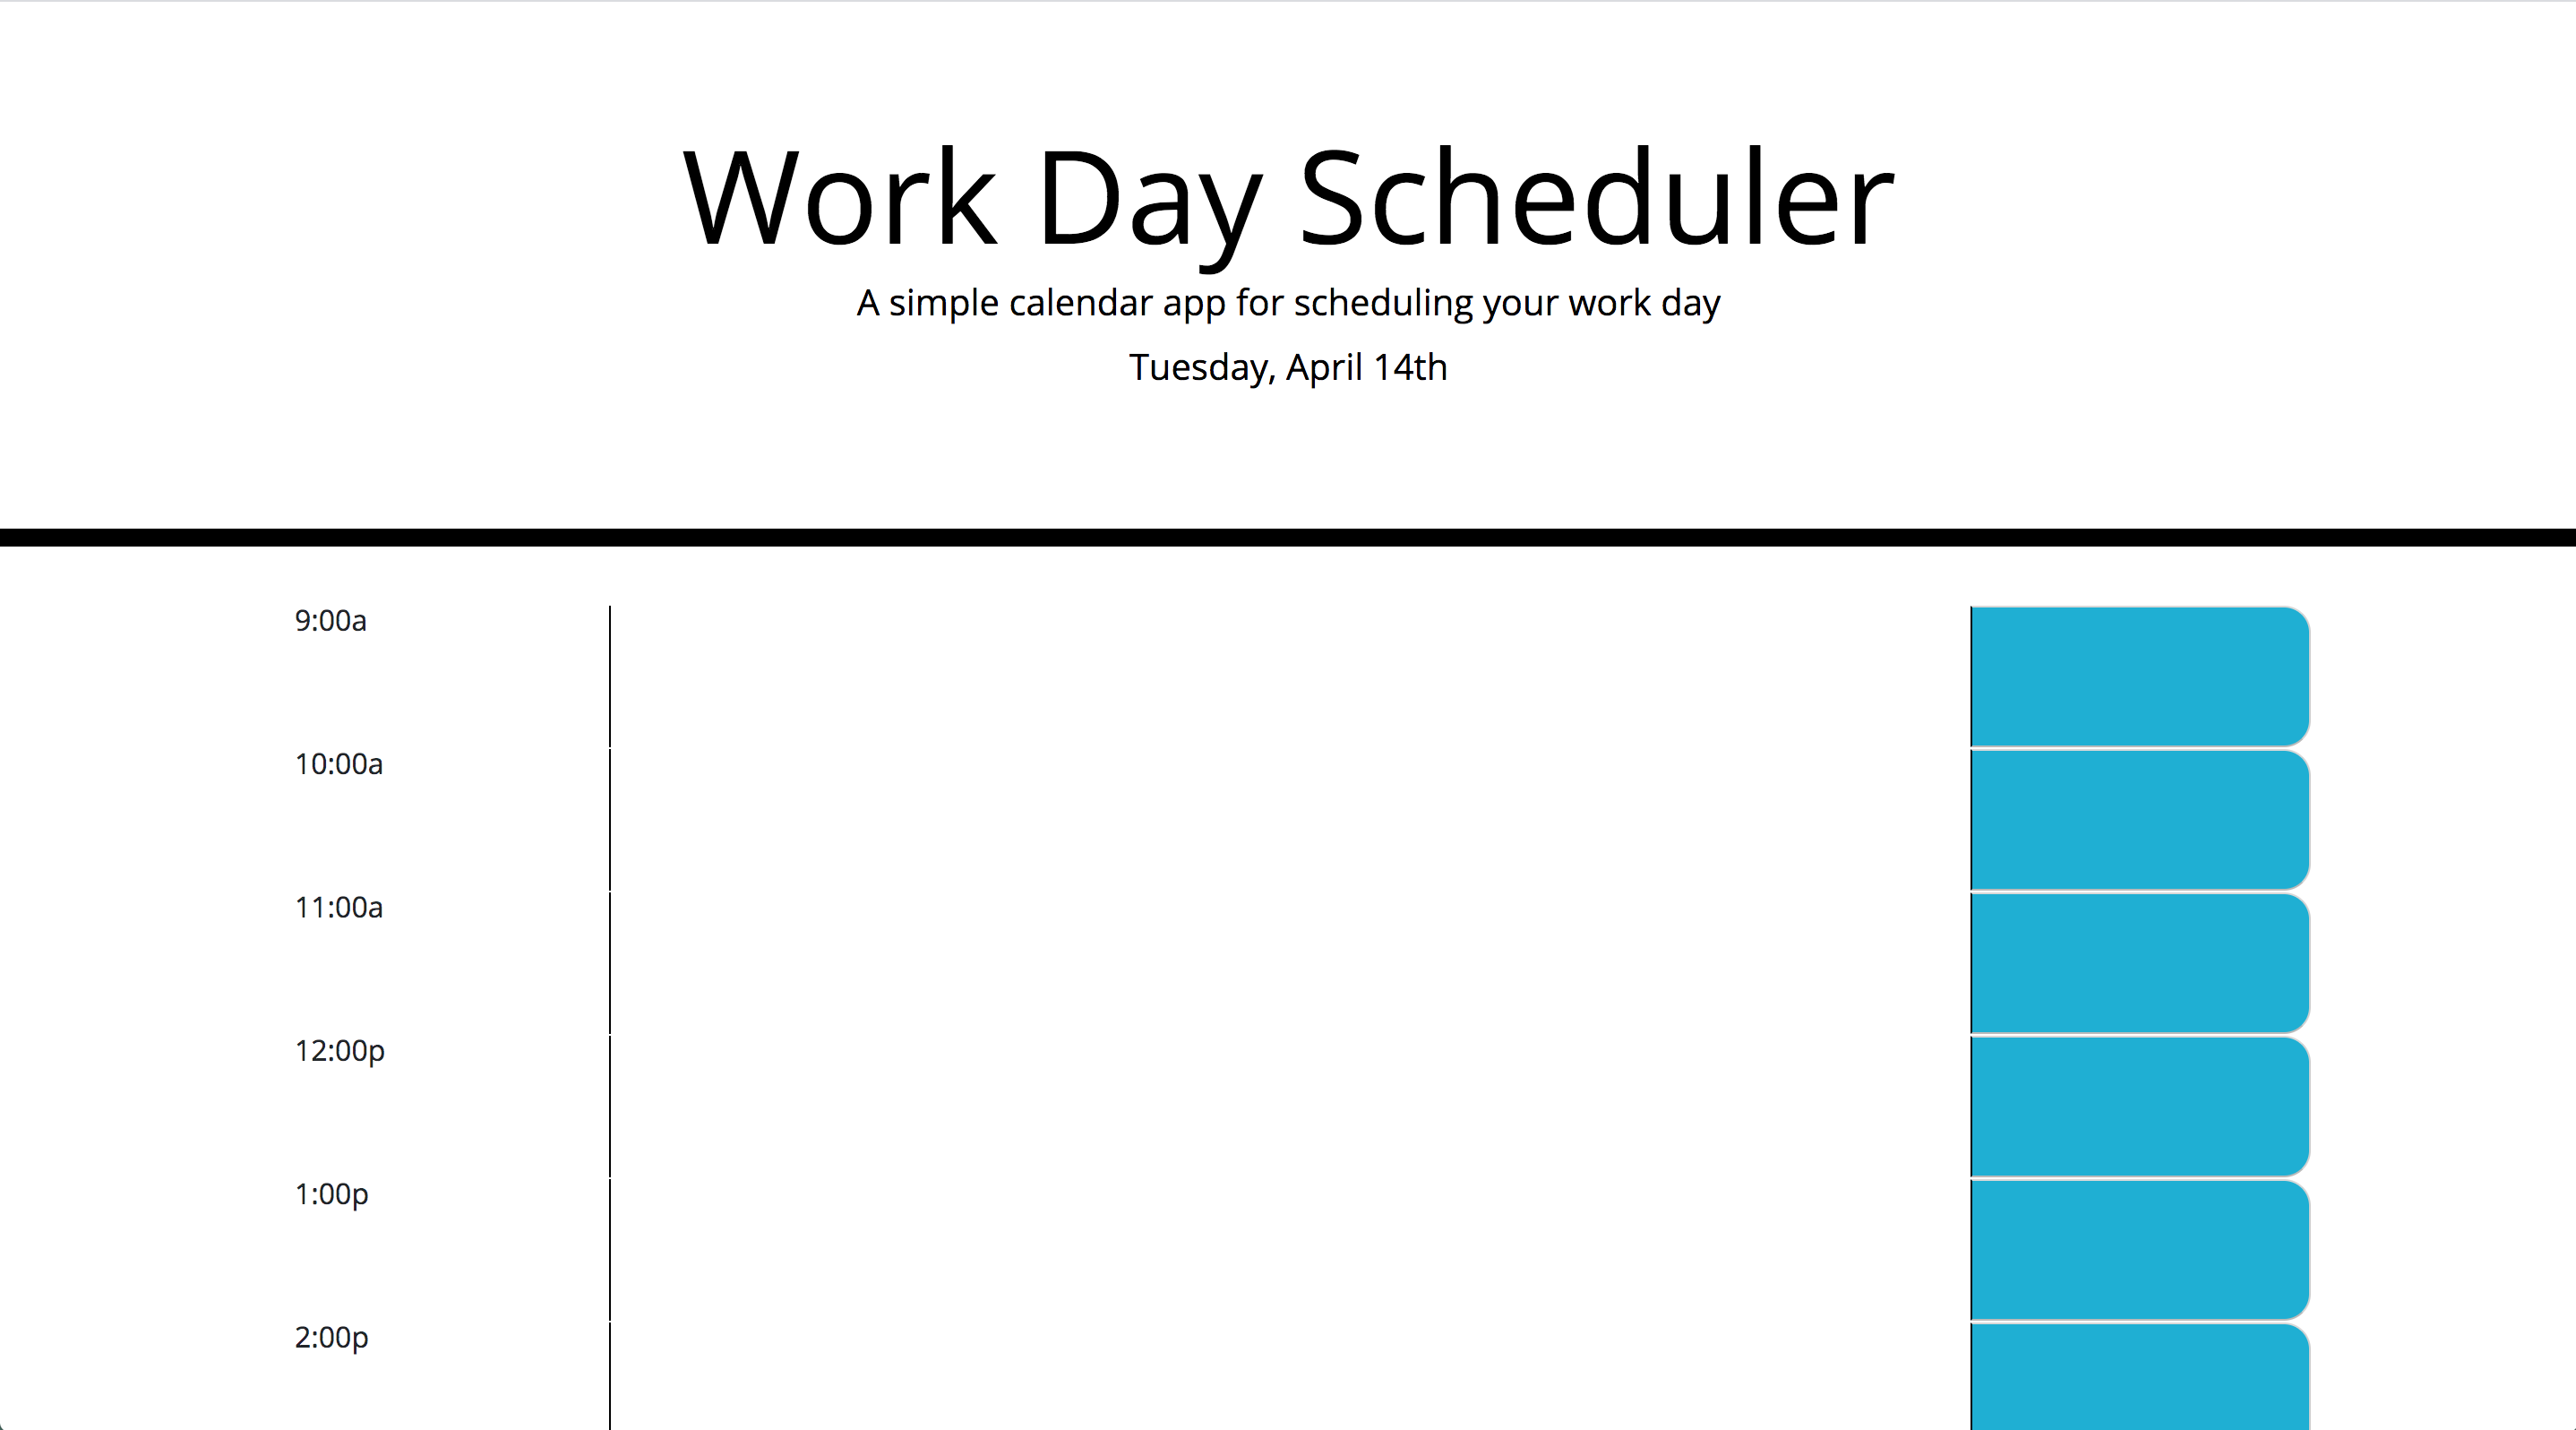 Work Day Scheduler
A simple calendar app for scheduling your work day
Tuesday, April 14th
9:00a
10:00a
11:00a
12:00p
1:00p
2:00p